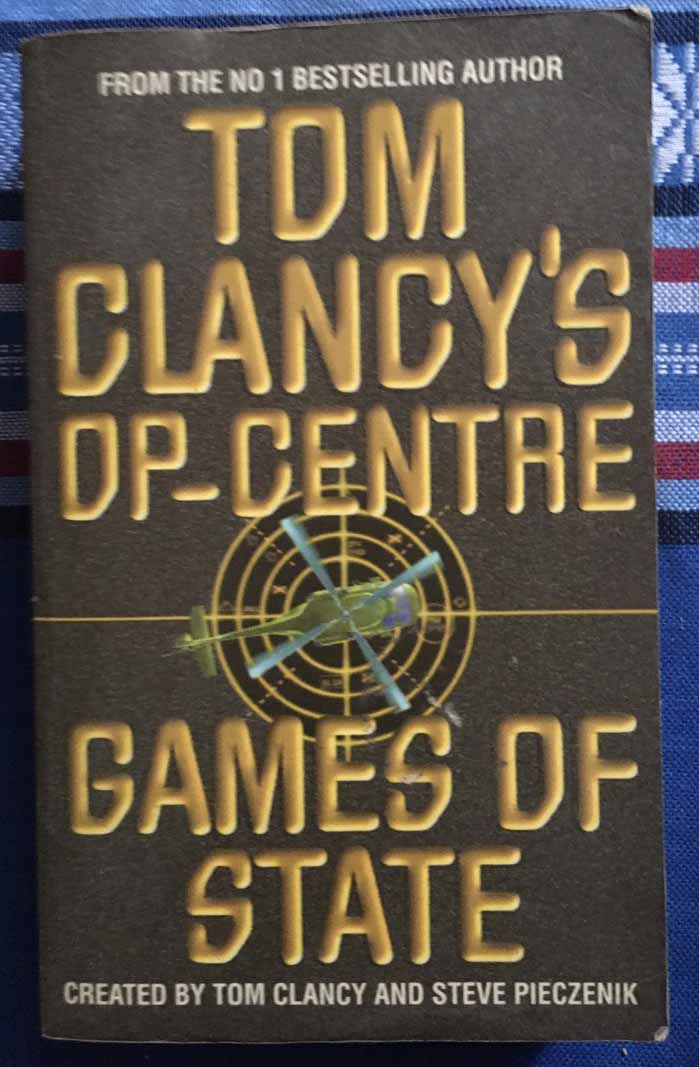 FROM THE NO 1 BESTSELLING AUTHOR
TOM
CLANCY'S
OP-CENTRE
GAMES OF
STATE
CREATED BY TOM CLANCY AND STEVE PIECZENIK